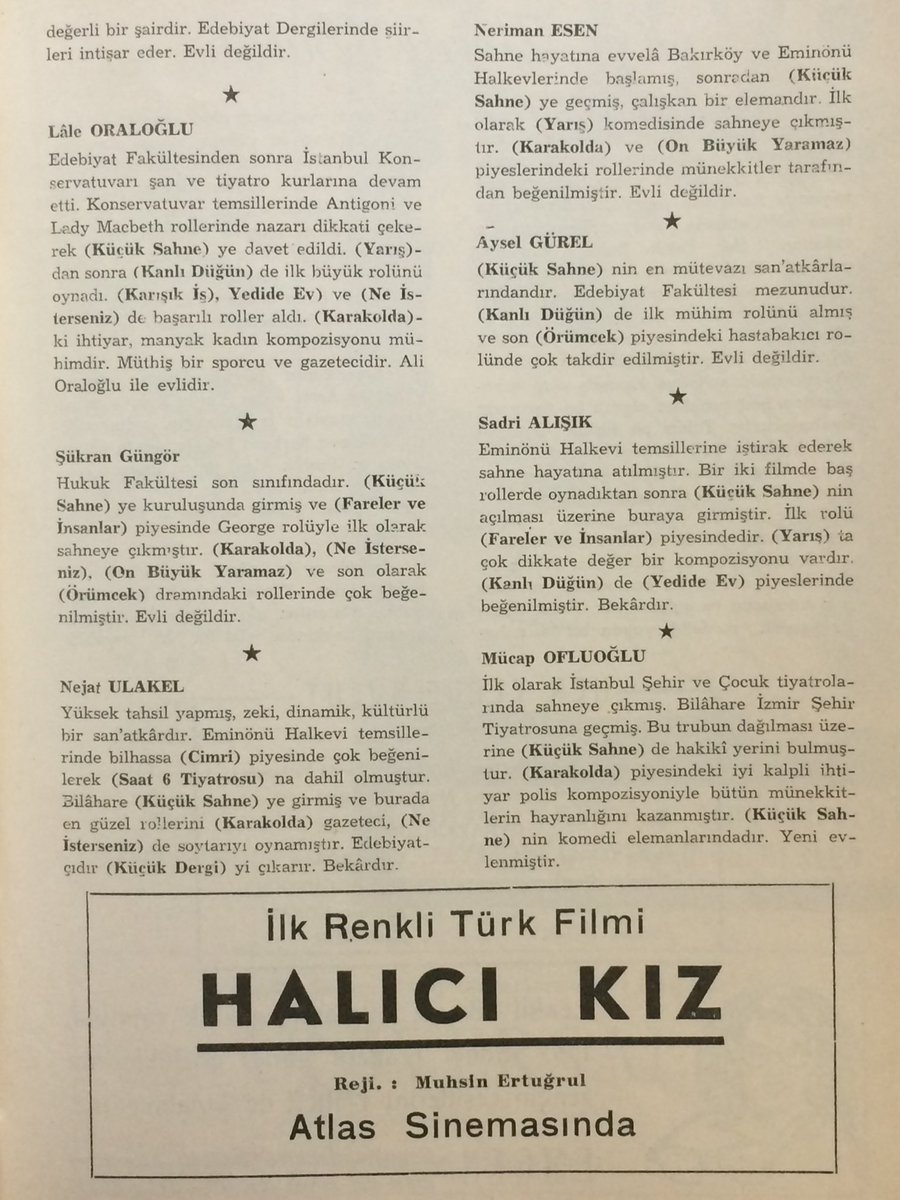 değerli bir şairdir. Edebiyat Dergilerinde şiir-
leri intişar eder. Evli değildir.
★
Lâle ORALOĞLU
Edebiyat Fakültesinden sonra İstanbul Kon-
servatuvarı şan ve tiyatro kurlarına devam
etti. Konservatuvar temsillerinde Antigoni ve
Lady Macbeth rollerinde nazarı dikkati çeke-
rek (Küçük Sahne) ye davet edildi. (Yarış)-
dan sonra (Kanlı Düğün) de ilk büyük rolünü
oynadı. (Karışık İş), Yedide Ev) ve (Ne İs-
terseniz) de başarılı roller aldı. (Karakolda)-
ki ihtiyar, manyak kadın kompozisyonu mü-
himdir. Müthiş bir sporcu ve gazetecidir. Ali
Oraloğlu ile evlidir.
★
Şükran Güngör
Hukuk Fakültesi son sınıfındadır. (Küçük
Sahne) ye kuruluşunda girmiş ve (Fareler ve
İnsanlar) piyesinde George rolüyle ilk olarak
sahneye çıkmıştır. (Karakolda), (Ne İsterse-
niz), (On Büyük Yaramaz) ve son olarak
(Örümcek) dramındaki rollerinde çok beğe-
nilmiştir. Evli değildir.
★
Nejat ULAKEL
Yüksek tahsil yapmış, zeki, dinamik, kültürlü
bir san'atkârdır. Eminönü Halkevi temsille-
rinde bilhassa (Cimri) piyesinde çok beğeni-
lerek (Saat 6 Tiyatrosu) na dahil olmuştur.
Bilâhare (Küçük Sahne) ye girmiş ve burada
en güzel rollerini (Karakolda) gazeteci, (Ne
İsterseniz) de soytarıyı oynamıştır. Edebiyat-
çıdır (Küçük Dergi) yi çıkarır. Bekârdır.
Neriman ESEN
Sahne hayatına evvelâ Bakırköy ve Eminönü
Halkevlerinde başlamış, sonradan (Küçük
Sahne) ye geçmiş, çalışkan bir elemandır. İlk
olarak (Yarış) komedisinde sahneye çıkmış-
tır. (Karakolda) ve (On Büyük Yaramaz)
piyeslerindeki rollerinde münekkitler tarafın-
dan beğenilmiştir. Evli değildir.
★
Aysel GÜREL
(Küçük Sahne) nin en mütevazı san'atkârla-
rındandır. Edebiyat Fakültesi mezunudur.
(Kanlı Düğün) de ilk mühim rolünü almış
ve son (Örümcek) piyesindeki hastabakıcı ro-
lünde çok takdir edilmiştir. Evli değildir.
★
Sadri ALIŞIK
Eminönü Halkevi temsillerine iştirak ederek
sahne hayatına atılmıştır. Bir iki filmde baş
rollerde oynadıktan sonra (Küçük Sahne) nin
açılması üzerine buraya girmiştir. İlk rolü
(Fareler ve İnsanlar) piyesindedir. (Yarış) ta
çok dikkate değer bir kompozisyonu vardır.
(Kanlı Düğün) de (Yedide Ev) piyeslerinde
beğenilmiştir. Bekârdır.
★
Mücap OFLUOĞLU
İlk olarak İstanbul Şehir ve Çocuk tiyatrola-
rında sahneye çıkmış. Bilâhare İzmir Şehir
Tiyatrosuna geçmiş. Bu trubun dağılması üze-
rine (Küçük Sahne) de hakikî yerini bulmuş-
tur. (Karakolda) piyesindeki iyi kalpli ihti-
yar polis kompozisyoniyle bütün münekkit-
lerin hayranlığını kazanmıştır. (Küçük Sah-
ne) nin komedi elemanlarındadır. Yeni ev-
lenmiştir.
İlk Renkli Türk Filmi
HALICI KIZ
Reji. : Muhsin Ertuğrul
Atlas Sinemasında